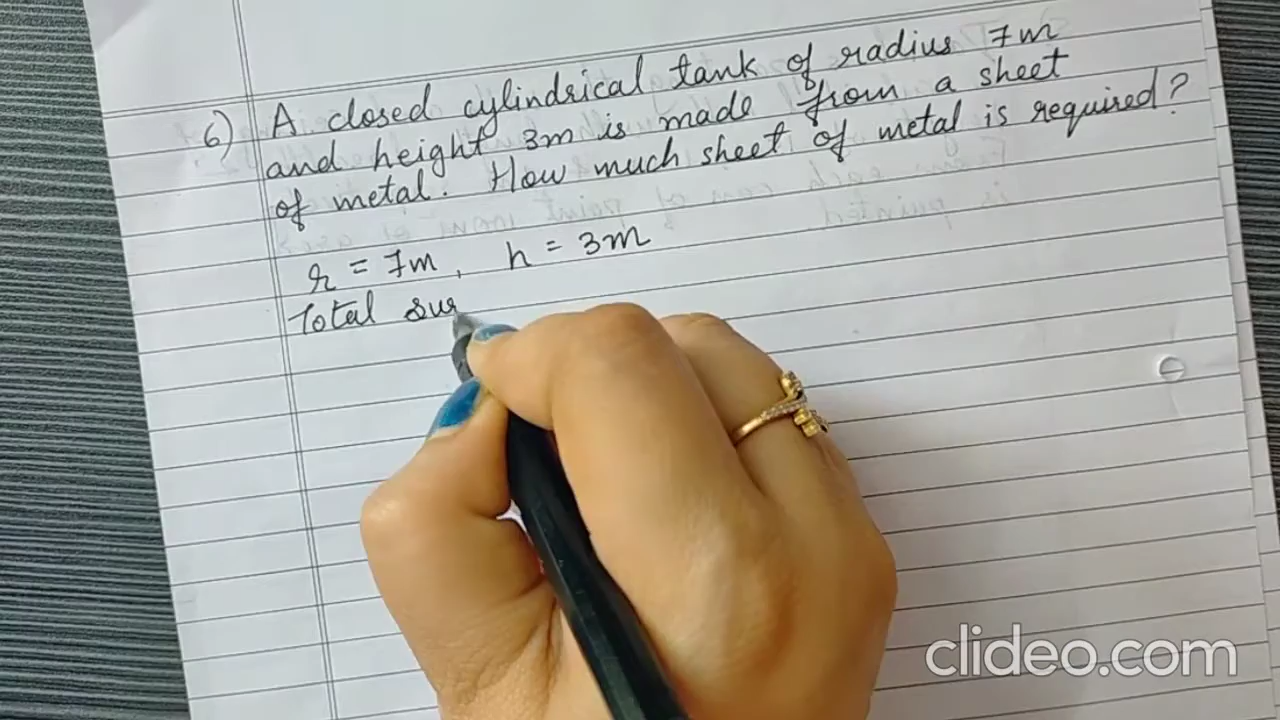 6) A closed cylindrical tank of radius 7m
and height 3m is made from a sheet
of metal. How much sheet of metal is required?
r = 7m, h = 3m
Total sur
clideo.com